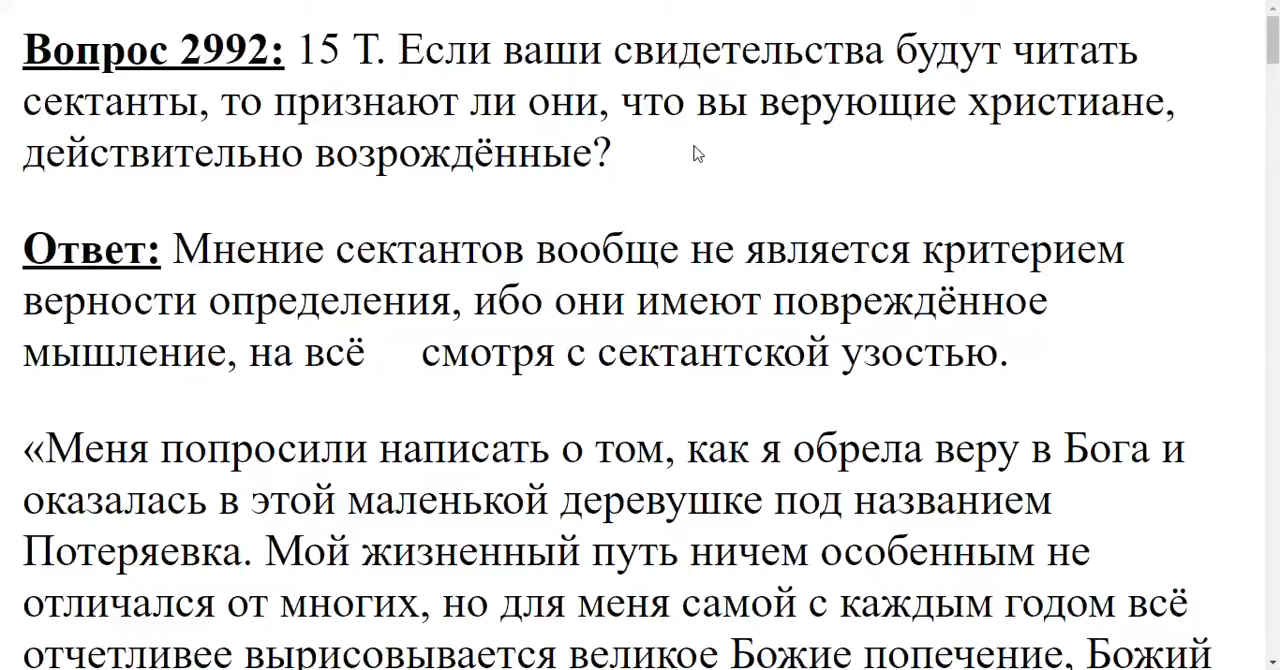 Вопрос 2992: 15 Т. Если ваши свидетельства будут читать
сектанты, то признают ли они, что вы верующие христиане,
действительно возрождённые?
Ответ: Мнение сектантов вообще не является критерием
верности определения, ибо они имеют повреждённое
мышление, на всё смотря с сектантской узостью.
«Меня попросили написать о том, как я обрела веру в Бога и
оказалась в этой маленькой деревушке под названием
Потеряевка. Мой жизненный путь ничем особенным не
отличался от многих, но для меня самой с каждым годом всё
отчетливее вырисовывается великое Божие попечение, Божий